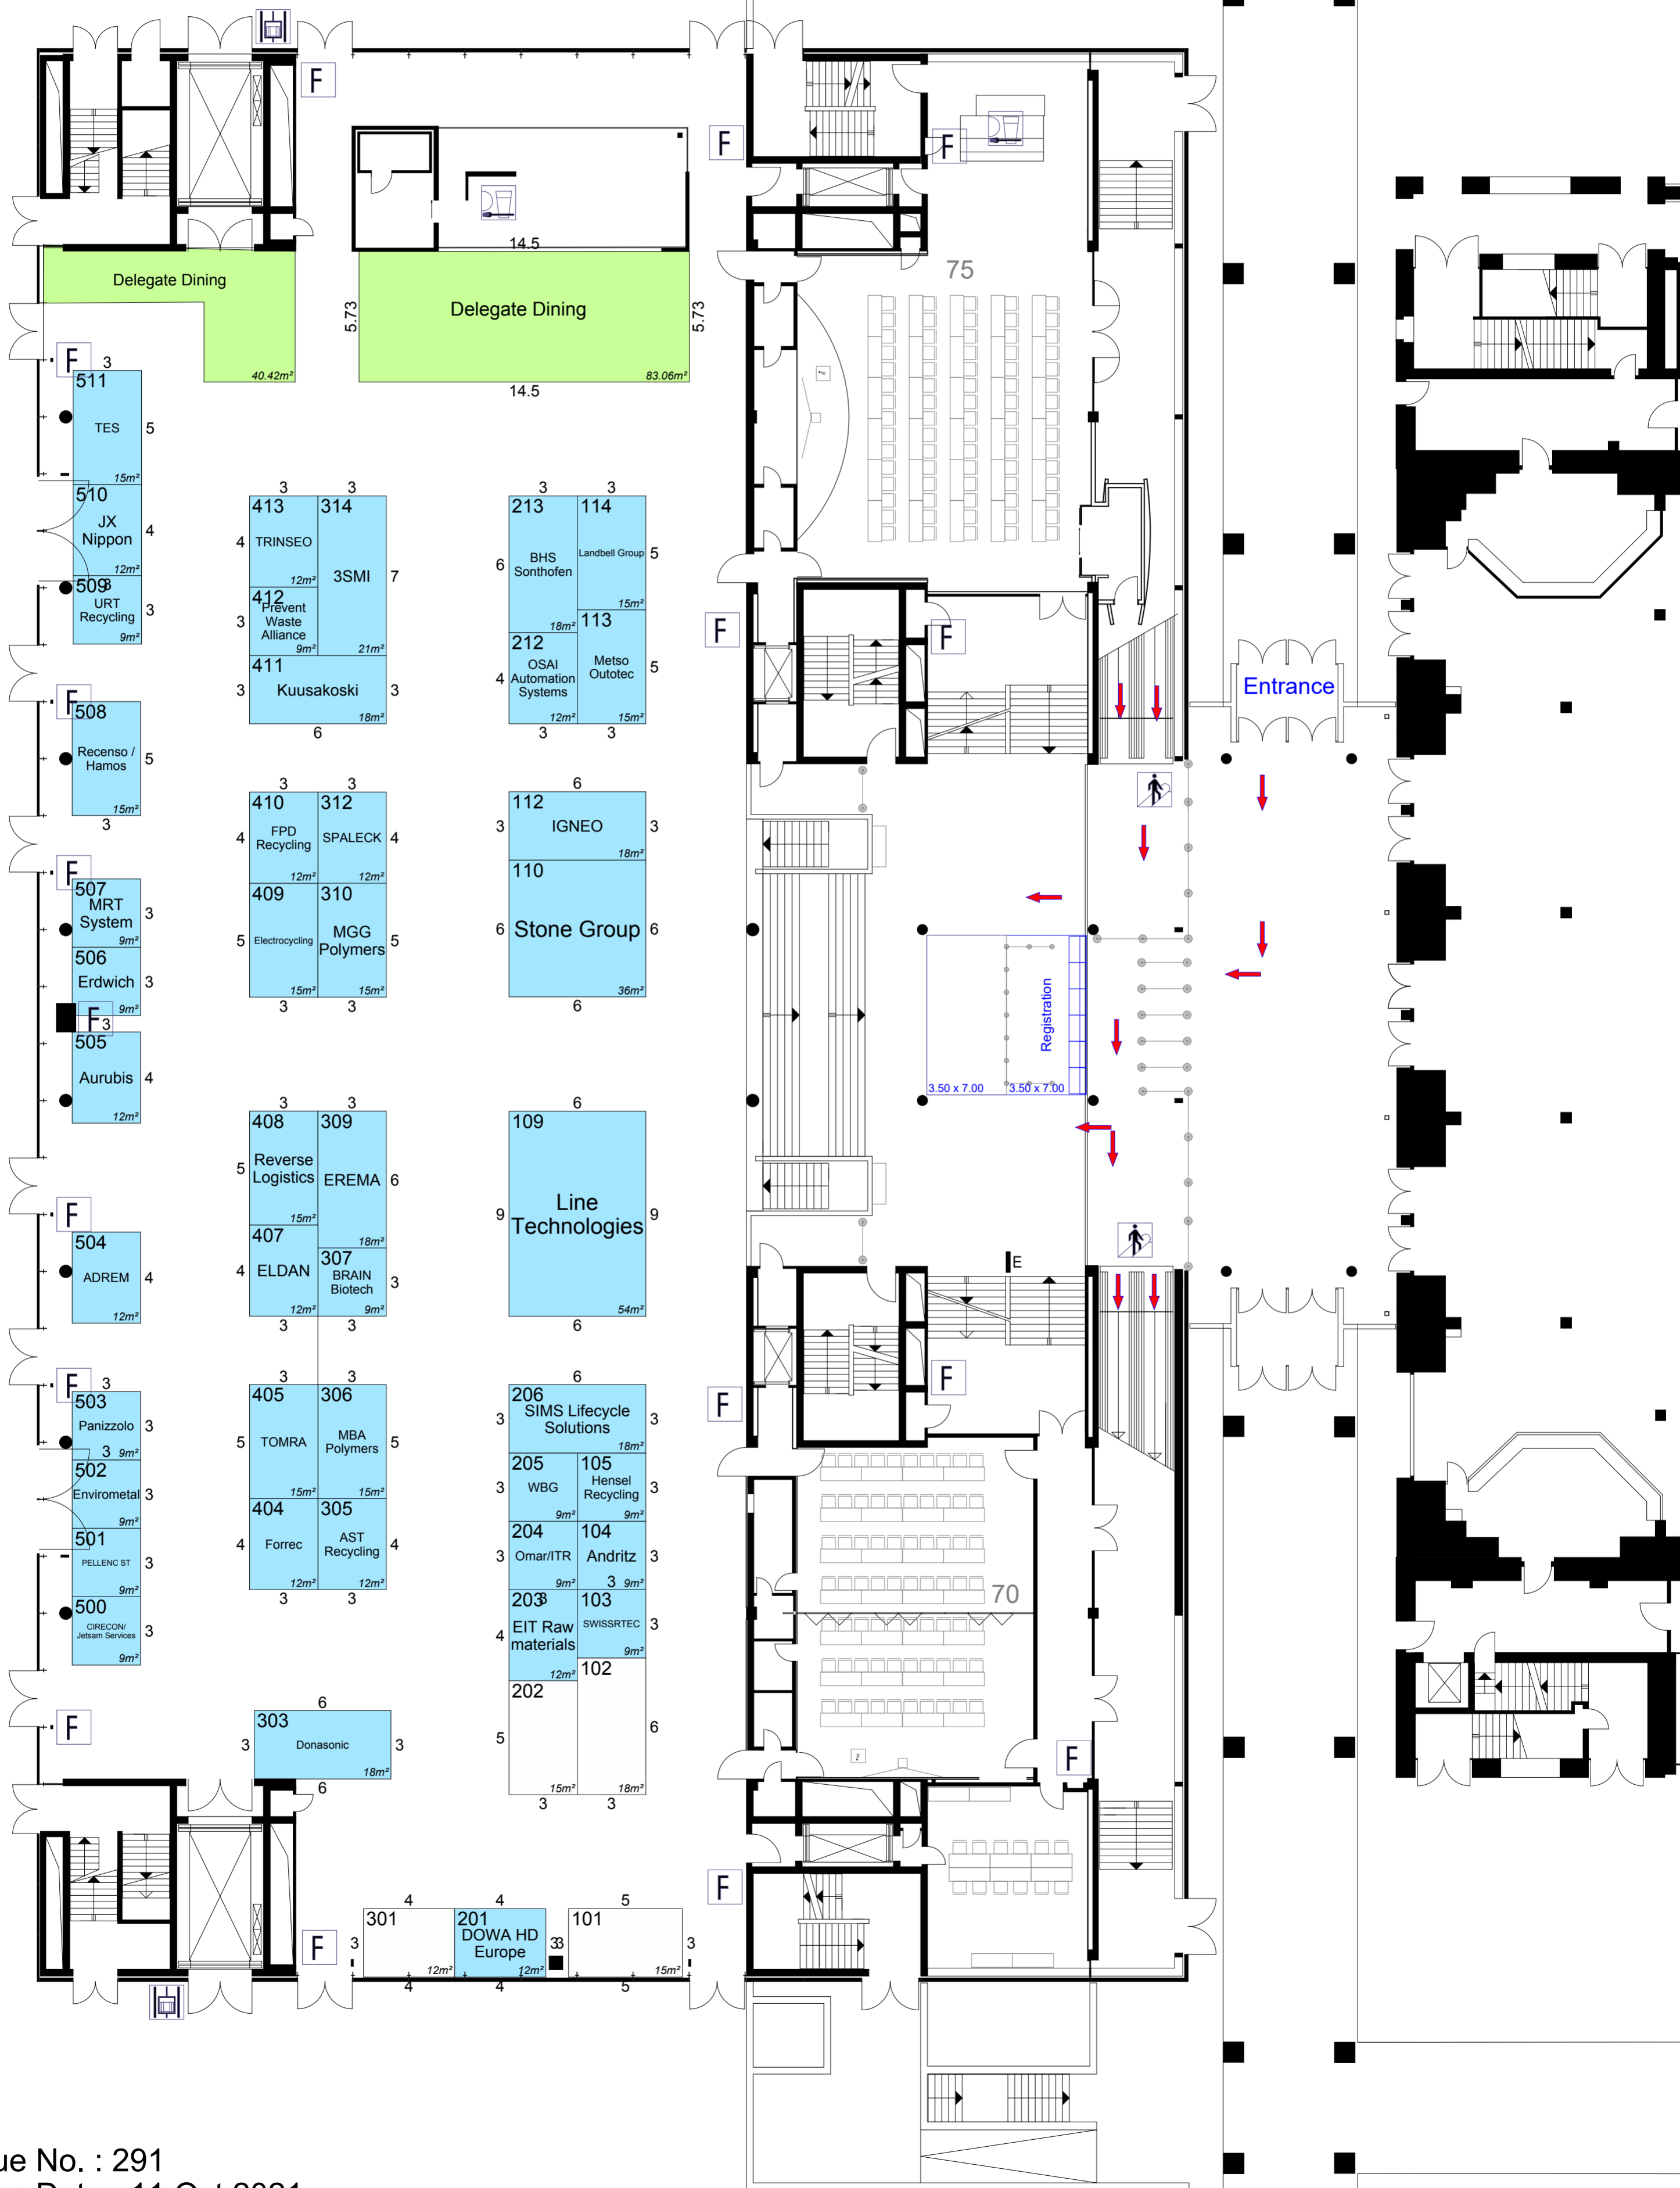 F
F
F
14.5
Delegate Dining
40.42m²
5.73
Delegate Dining
5.73
83.06m²
14.5
75
F
3
511
TES
5
15m²
510
JX
Nippon
4
12m²
509
3
URT
Recycling
3
9m²
3
3
413
TRINSEO
4
12m²
314
3SMI
7
21m²
412
Prevent
Waste
Alliance
3
9m²
411
Kuusakoski
3
3
18m²
6
3
3
213
BHS
Sonthofen
6
18m²
114
Landbell Group
5
15m²
212
OSAI
Automation
Systems
4
12m²
113
Metso
Outotec
5
15m²
3
3
F
F
Entrance
F
508
Recenso /
Hamos
5
15m²
3
3
3
410
FPD
Recycling
4
12m²
312
SPALECK
4
12m²
409
Electrocycling
5
15m²
310
MGG
Polymers
5
15m²
3
3
6
112
IGNEO
3
3
18m²
110
Stone Group
6
6
36m²
6
F
507
MRT
System
3
9m²
506
Erdwich
3
9m²
F
3
505
Aurubis
4
12m²
Registration
3.50 x 7.00
3.50 x 7.00
3
3
408
Reverse
Logistics
5
15m²
309
EREMA
6
18m²
407
ELDAN
4
12m²
307
BRAIN
Biotech
3
9m²
3
3
6
109
Line
Technologies
9
9
54m²
6
F
504
ADREM
4
12m²
E
F
3
503
Panizzolo
3
3
9m²
502
Envirometal
3
9m²
501
PELLENC ST
3
9m²
500
CIRECON/
Jetsam Services
3
9m²
3
3
405
TOMRA
5
15m²
306
MBA
Polymers
5
15m²
404
Forrec
4
12m²
305
AST
Recycling
4
12m²
3
3
6
206
SIMS Lifecycle
Solutions
3
3
18m²
205
WBG
3
9m²
105
Hensel
Recycling
3
9m²
204
Omar/ITR
3
9m²
104
Andritz
3
3
9m²
203
3
EIT Raw
materials
4
12m²
103
SWISSRTEC
3
9m²
102
6
18m²
202
5
15m²
3
3
F
F
70
F
F
6
303
Donasonic
3
3
18m²
6
F
F
4
301
3
12m²
4
4
201
DOWA HD
Europe
3
12m²
4
5
101
3
3
15m²
5
ue No. : 291